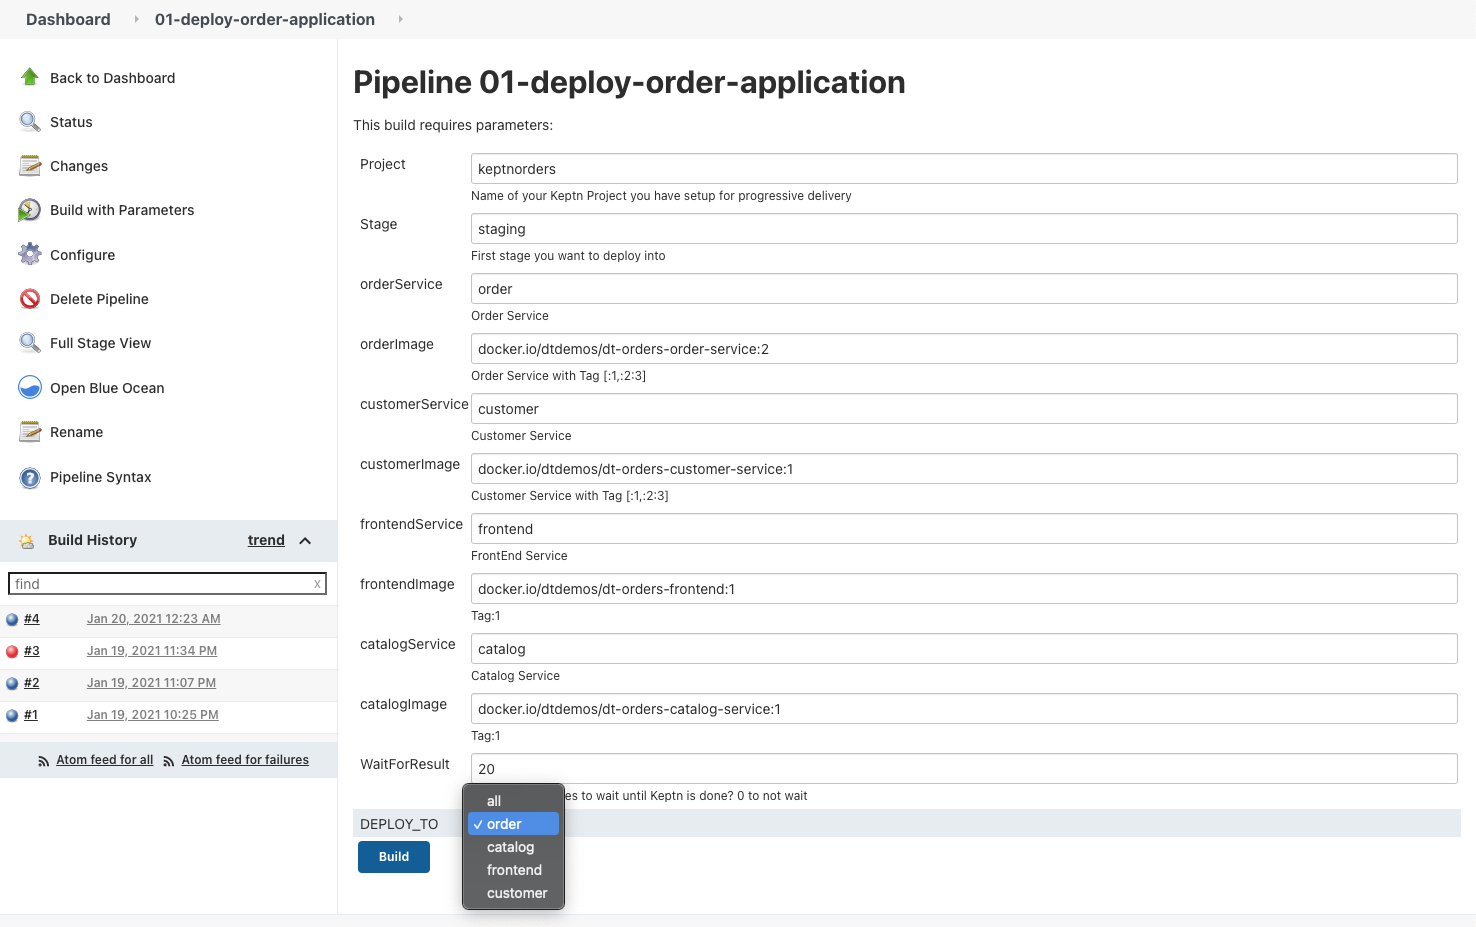 Dashboard 01-deploy-order-application
Back to Dashboard
Status
Changes
Build with Parameters
Configure
Delete Pipeline
Full Stage View
Open Blue Ocean
Rename
Pipeline Syntax
Build History trend
find x
#4 Jan 20, 2021 12:23 AM
#3 Jan 19, 2021 11:34 PM
#2 Jan 19, 2021 11:07 PM
#1 Jan 19, 2021 10:25 PM
Atom feed for all Atom feed for failures
Pipeline 01-deploy-order-application
This build requires parameters:
Project keptnorders
Name of your Keptn Project you have setup for progressive delivery
Stage staging
First stage you want to deploy into
orderService order
Order Service
orderImage docker.io/dtdemos/dt-orders-order-service:2
Order Service with Tag [:1,:2:3]
customerService customer
Customer Service
customerImage docker.io/dtdemos/dt-orders-customer-service:1
Customer Service with Tag [:1,:2:3]
frontendService frontend
FrontEnd Service
frontendImage docker.io/dtdemos/dt-orders-frontend:1
Tag:1
catalogService catalog
Catalog Service
catalogImage docker.io/dtdemos/dt-orders-catalog-service:1
Tag:1
WaitForResult 20
to wait until Keptn is done? 0 to not wait
DEPLOY_TO
all
✓ order
catalog
frontend
customer
Build